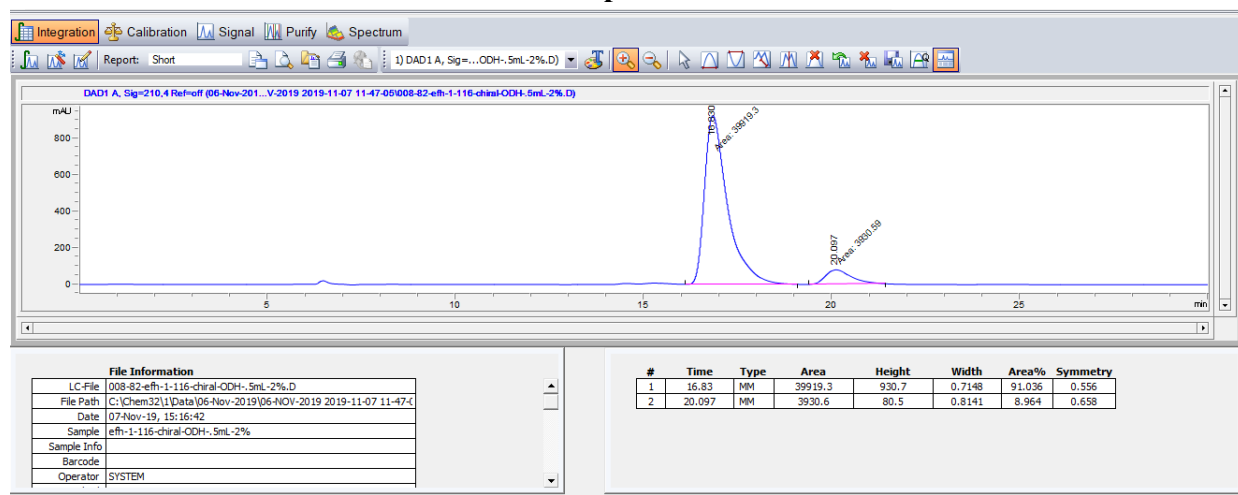 Integration Calibration Signal Purify Spectrum
Report: Short 1) DAD1 A, Sig=...ODH-.5mL-2%.D)
DAD1 A, Sig=210,4 Ref=off (06-Nov-201...V-2019 2019-11-07 11-47-05\008-82-efh-1-116-chiral-ODH-.5mL-2%.D)
mAU
800
600
400
200
0
16.830
Area: 39919.3
20.097
Area: 3930.59
5 10 15 20 25 min
File Information
LC-File 008-82-efh-1-116-chiral-ODH-.5mL-2%.D
File Path C:\Chem32\1\Data\06-Nov-2019\06-NOV-2019 2019-11-07 11-47-(
Date 07-Nov-19, 15:16:42
Sample efh-1-116-chiral-ODH-.5mL-2%
Sample Info
Barcode
Operator SYSTEM
# Time Type Area Height Width Area% Symmetry
1 16.83 MM 39919.3 930.7 0.7148 91.036 0.556
2 20.097 MM 3930.6 80.5 0.8141 8.964 0.658